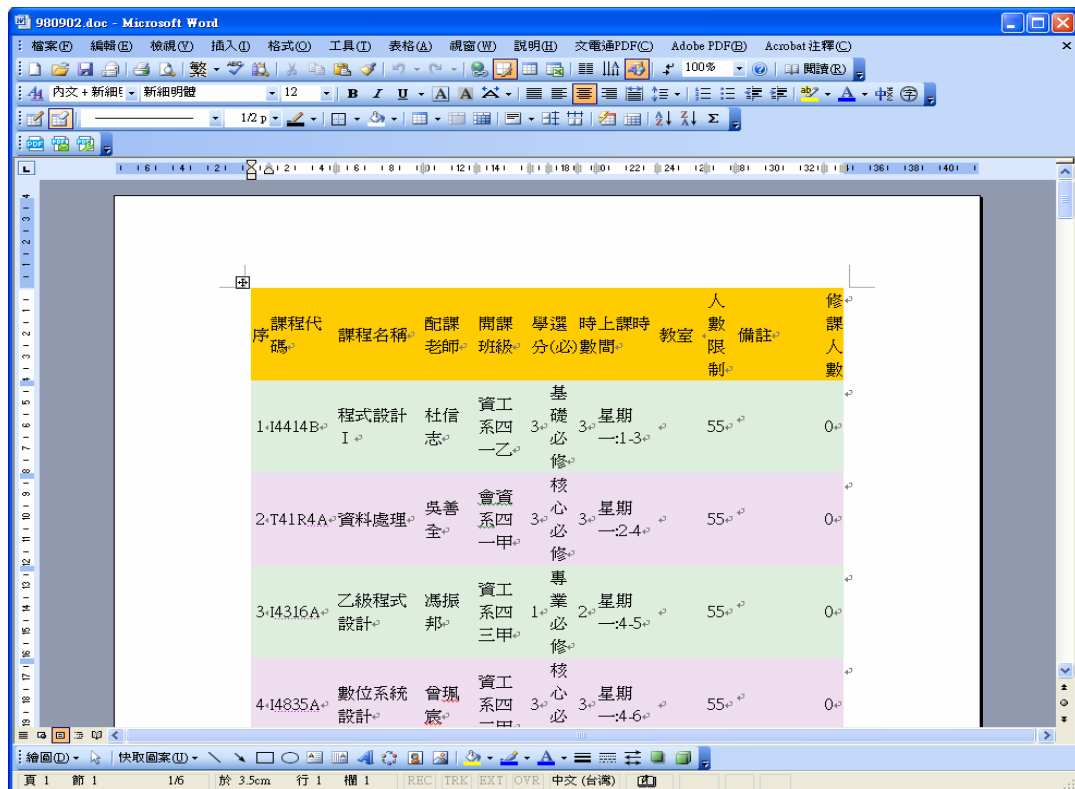 980902.doc - Microsoft Word
檔案(F) 編輯(E) 檢視(V) 插入(I) 格式(O) 工具(T) 表格(A) 視窗(W) 說明(H) 文電通PDF(C) Adobe PDF(B) Acrobat 註釋(C)
繁 100% 閱讀(R)
內文 + 新細 新細明體 12 B I U A A A 中
1/2 p
PDF
序 課程代碼 課程名稱 配課老師 開課班級 學分 選(必) 時數 上課時間 教室 人數限制 備註 修課人數
1 I4414B 程式設計 I 杜信志 資工系四一乙 3 基礎必修 3 星期一:1-3 55 0
2 T41R4A 資料處理 吳善全 會資系四一甲 3 核心必修 3 星期一:2-4 55 0
3 I4316A 乙級程式設計 馮振邦 資工系四三甲 1 專業必修 2 星期一:4-5 55 0
4 I4835A 數位系統設計 曾珮宸 資工系四 3 核心必 3 星期一:4-6 55 0
繪圖(D) 快取圖案(U)
頁 1 節 1 1/6 於 3.5cm 行 1 欄 1 REC TRK EXT OVR 中文 (台灣)